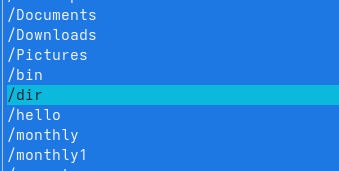 /Documents
/Downloads
/Pictures
/bin
/dir
/hello
/monthly
/monthly1